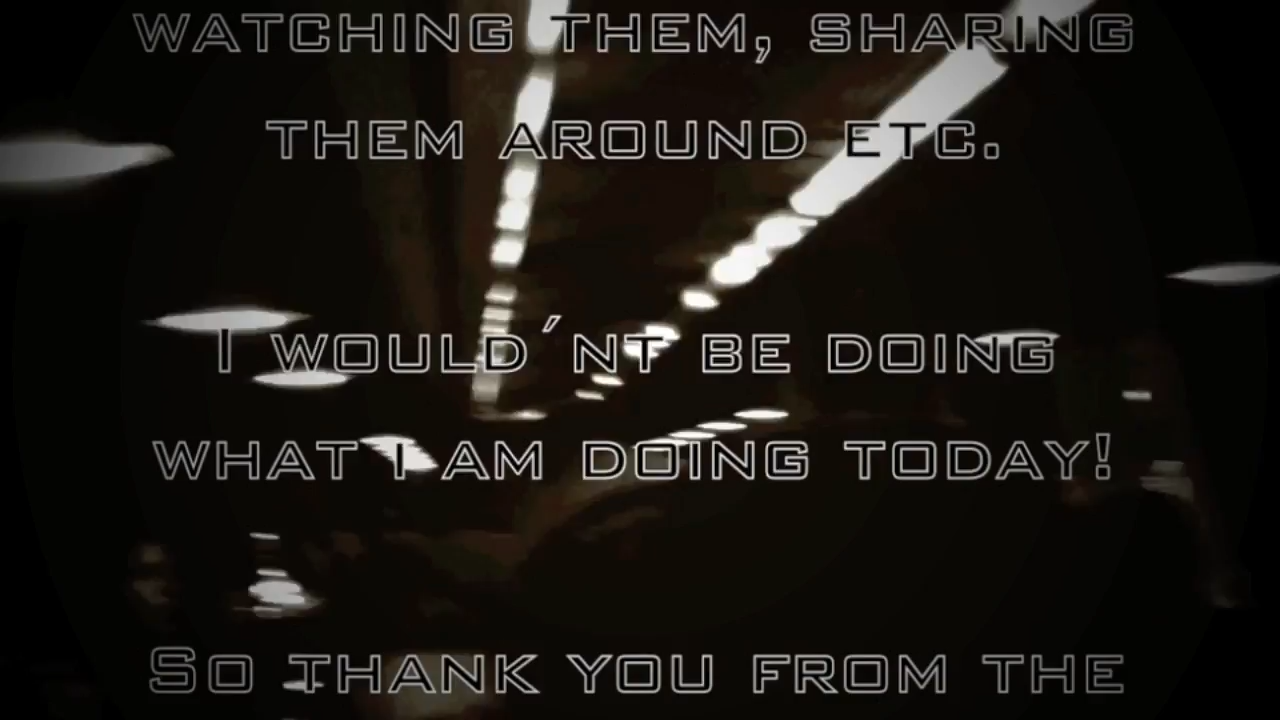 WATCHING THEM, SHARING
THEM AROUND ETC.
I WOULD´NT BE DOING
WHAT I AM DOING TODAY!
SO THANK YOU FROM THE